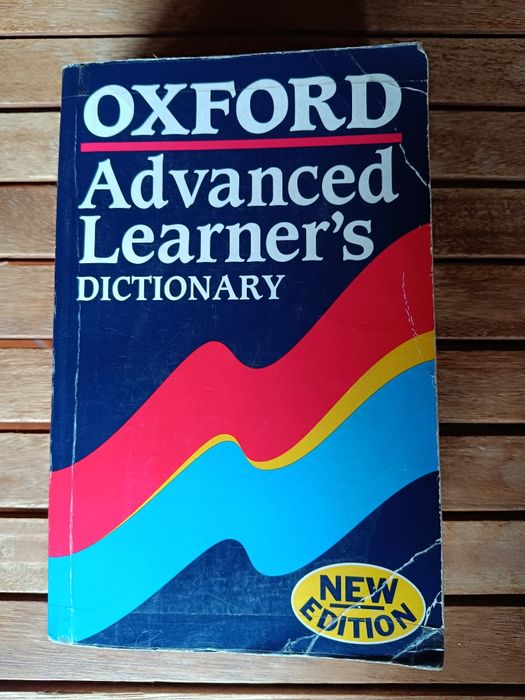 OXFORD
Advanced
Learner's
DICTIONARY
NEW
EDITION